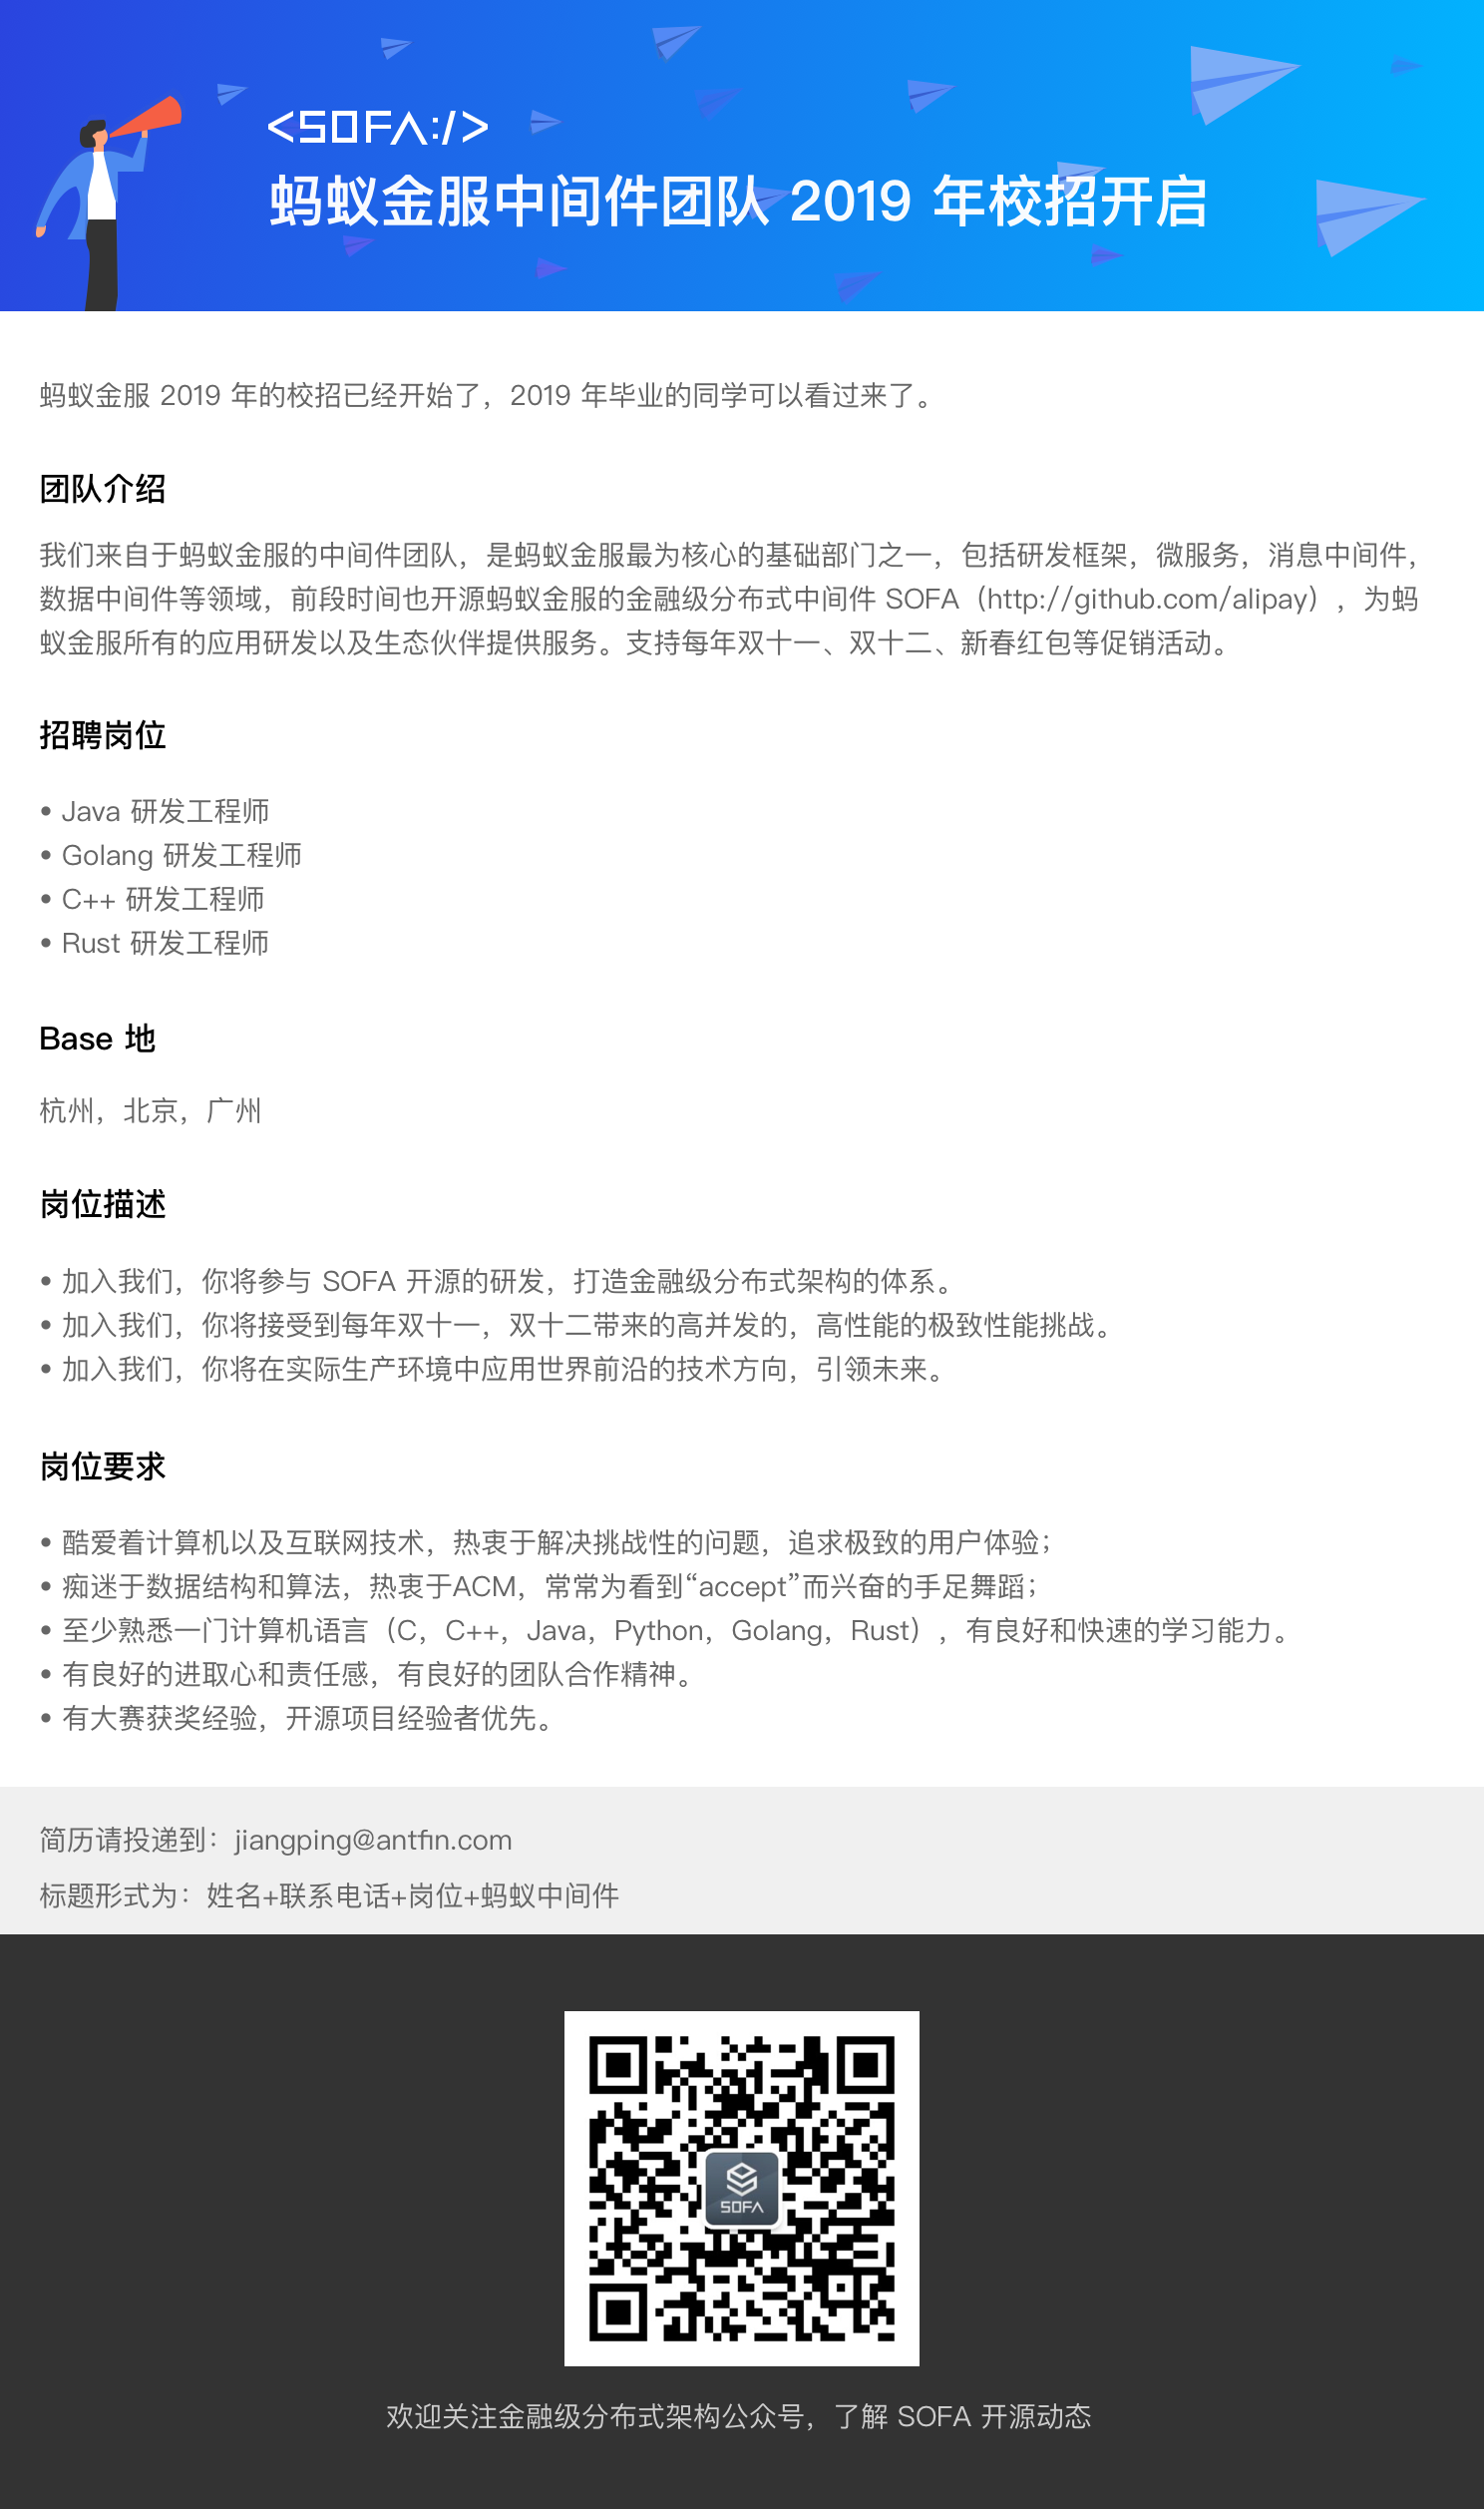 <SOFA:/>
蚂蚁金服中间件团队 2019 年校招开启
蚂蚁金服 2019 年的校招已经开始了，2019 年毕业的同学可以看过来了。
团队介绍
我们来自于蚂蚁金服的中间件团队，是蚂蚁金服最为核心的基础部门之一，包括研发框架，微服务，消息中间件，
数据中间件等领域，前段时间也开源蚂蚁金服的金融级分布式中间件 SOFA（http://github.com/alipay），为蚂
蚁金服所有的应用研发以及生态伙伴提供服务。支持每年双十一、双十二、新春红包等促销活动。
招聘岗位
• Java 研发工程师
• Golang 研发工程师
• C++ 研发工程师
• Rust 研发工程师
Base 地
杭州，北京，广州
岗位描述
• 加入我们，你将参与 SOFA 开源的研发，打造金融级分布式架构的体系。
• 加入我们，你将接受到每年双十一，双十二带来的高并发的，高性能的极致性能挑战。
• 加入我们，你将在实际生产环境中应用世界前沿的技术方向，引领未来。
岗位要求
• 酷爱着计算机以及互联网技术，热衷于解决挑战性的问题，追求极致的用户体验；
• 痴迷于数据结构和算法，热衷于ACM，常常为看到“accept”而兴奋的手足舞蹈；
• 至少熟悉一门计算机语言（C，C++，Java，Python，Golang，Rust），有良好和快速的学习能力。
• 有良好的进取心和责任感，有良好的团队合作精神。
• 有大赛获奖经验，开源项目经验者优先。
简历请投递到：jiangping@antfin.com
标题形式为：姓名+联系电话+岗位+蚂蚁中间件
SOFA
欢迎关注金融级分布式架构公众号，了解 SOFA 开源动态